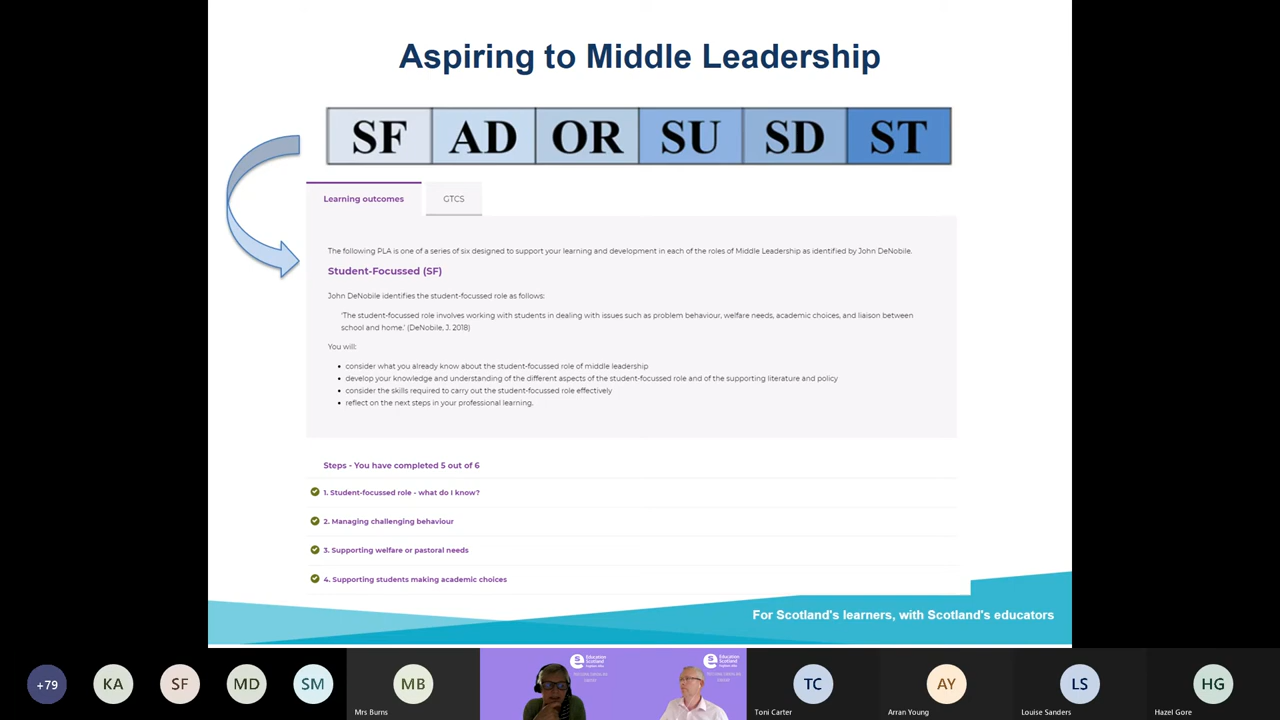 Aspiring to Middle Leadership
SF AD OR SU SD ST
Learning outcomes GTCS
The following PLA is one of a series of six designed to support your learning and development in each of the roles of Middle Leadership as identified by John DeNobile.
Student-Focussed (SF)
John DeNobile identifies the student-focussed role as follows:
'The student-focussed role involves working with students in dealing with issues such as problem behaviour, welfare needs, academic choices, and liaison between
school and home.' (DeNobile, J. 2018)
You will:
• consider what you already know about the student-focussed role of middle leadership
• develop your knowledge and understanding of the different aspects of the student-focussed role and of the supporting literature and policy
• consider the skills required to carry out the student-focussed role effectively
• reflect on the next steps in your professional learning.
Steps - You have completed 5 out of 6
1. Student-focussed role - what do I know?
2. Managing challenging behaviour
3. Supporting welfare or pastoral needs
4. Supporting students making academic choices
For Scotland's learners, with Scotland's educators
+79 KA SF MD SM MB TC AY LS HG
Education Scotland
Education Scotland
Mrs Burns Toni Carter Arran Young Louise Sanders Hazel Gore